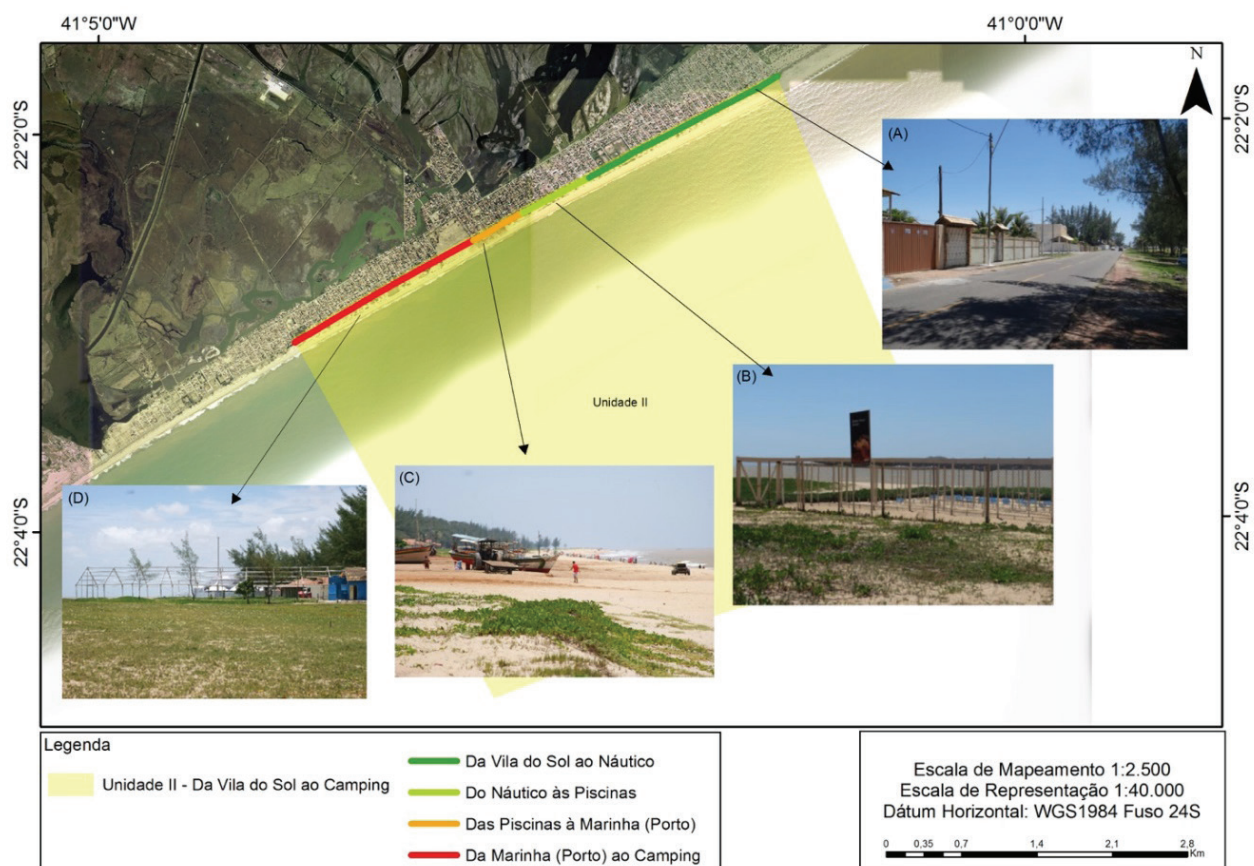 41°5'0"W
41°0'0"W
N
22°2'0"S
22°2'0"S
(A)
(B)
Unidade II
(C)
(D)
22°4'0"S
22°4'0"S
Legenda
Unidade II - Da Vila do Sol ao Camping
Da Vila do Sol ao Náutico
Do Náutico às Piscinas
Das Piscinas à Marinha (Porto)
Da Marinha (Porto) ao Camping
Escala de Mapeamento 1:2.500
Escala de Representação 1:40.000
Dátum Horizontal: WGS1984 Fuso 24S
0 0,35 0,7 1,4 2,1 2,8
Km